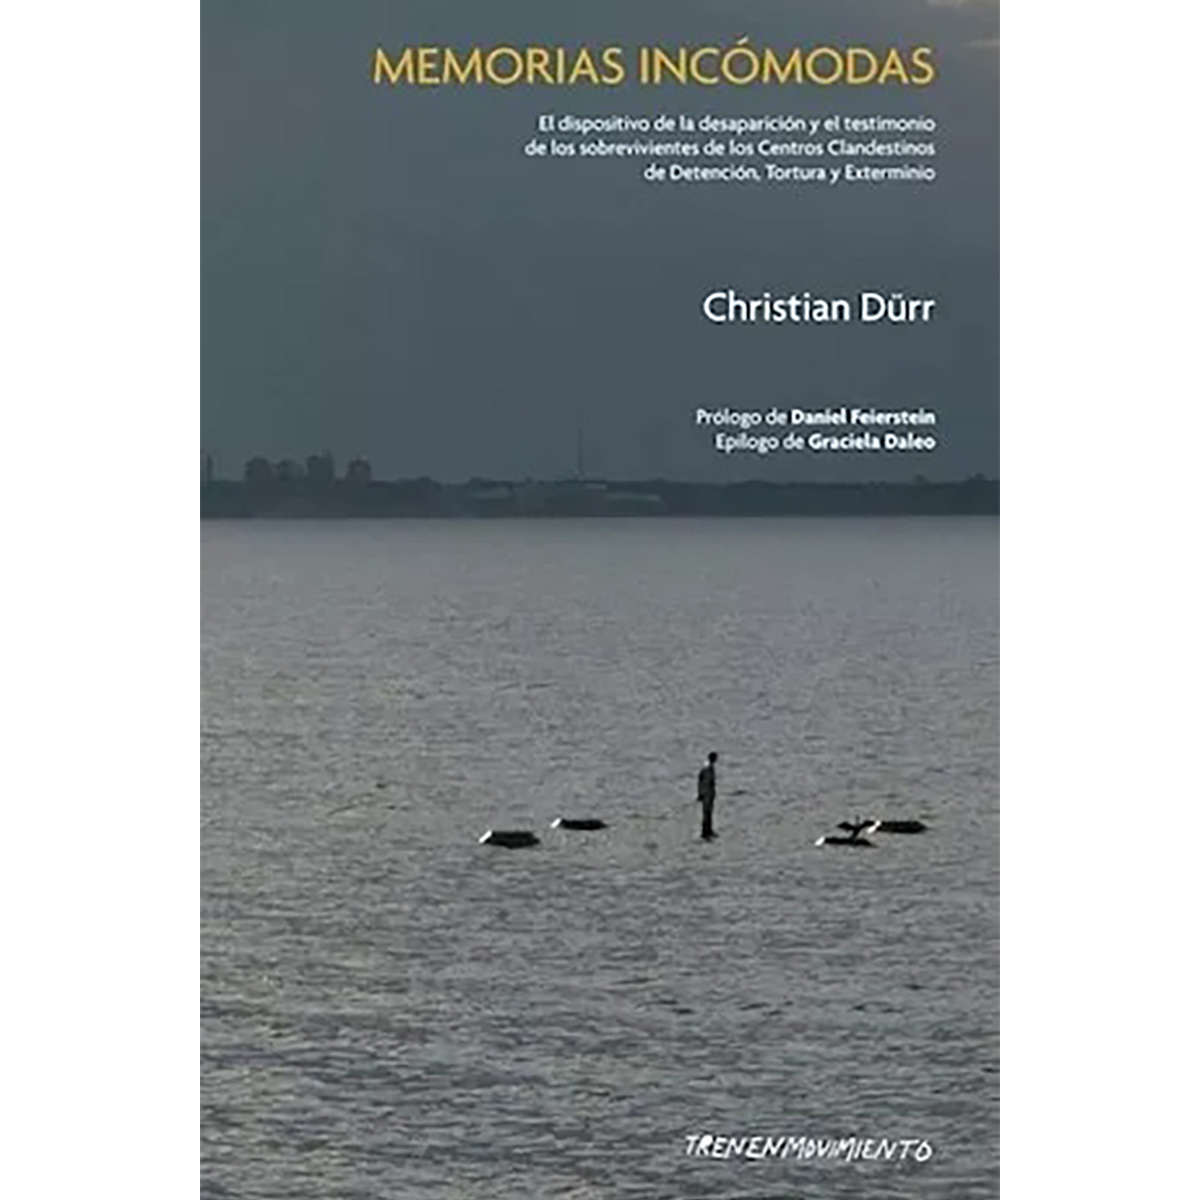 MEMORIAS INCÓMODAS
El dispositivo de la desaparición y el testimonio
de los sobrevivientes de los Centros Clandestinos
de Detención, Tortura y Exterminio
Christian Dürr
Prólogo de Daniel Feierstein
Epílogo de Graciela Daleo
TRENENMOVIMIENTO